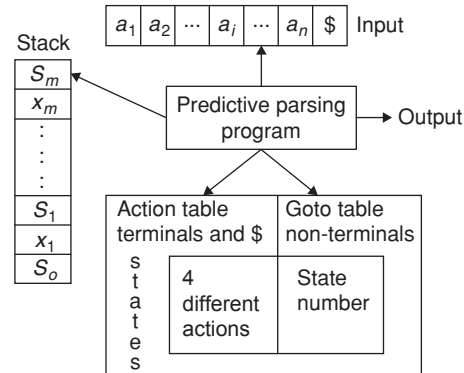 a1 a2 ... ai ... an $ Input
Stack
Sm
xm
:
:
:
S1
x1
So
Predictive parsing
program
Output
Action table
terminals and $
Goto table
non-terminals
states
4
different
actions
State
number